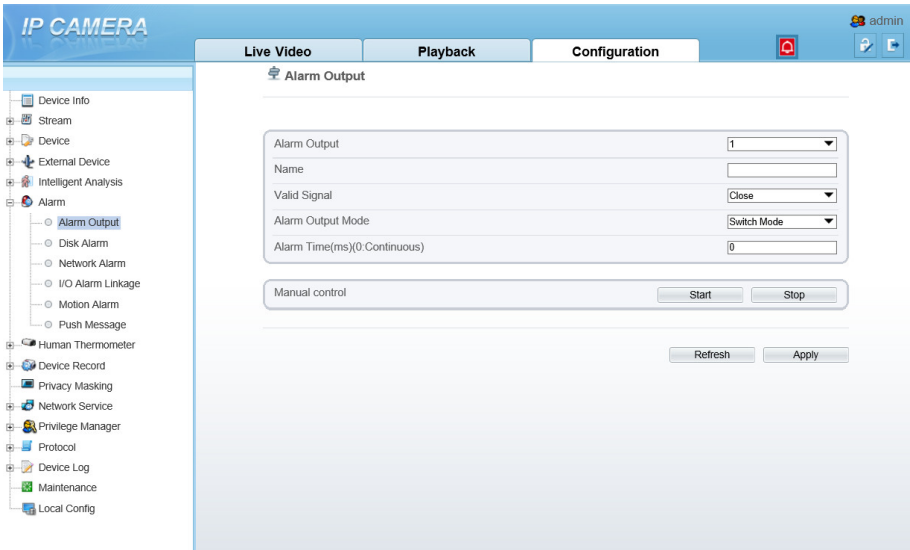 IP CAMERA
admin
Live Video
Playback
Configuration
Alarm Output
Device Info
Stream
Device
External Device
Intelligent Analysis
Alarm
Alarm Output
Disk Alarm
Network Alarm
I/O Alarm Linkage
Motion Alarm
Push Message
Human Thermometer
Device Record
Privacy Masking
Network Service
Privilege Manager
Protocol
Device Log
Maintenance
Local Config
Alarm Output 1
Name
Valid Signal Close
Alarm Output Mode Switch Mode
Alarm Time(ms)(0:Continuous) 0
Manual control Start Stop
Refresh Apply